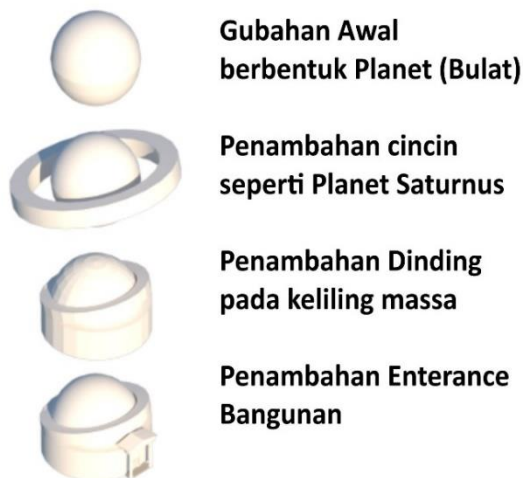 Gubahan Awal
berbentuk Planet (Bulat)
Penambahan cincin
seperti Planet Saturnus
Penambahan Dinding
pada keliling massa
Penambahan Enterance
Bangunan